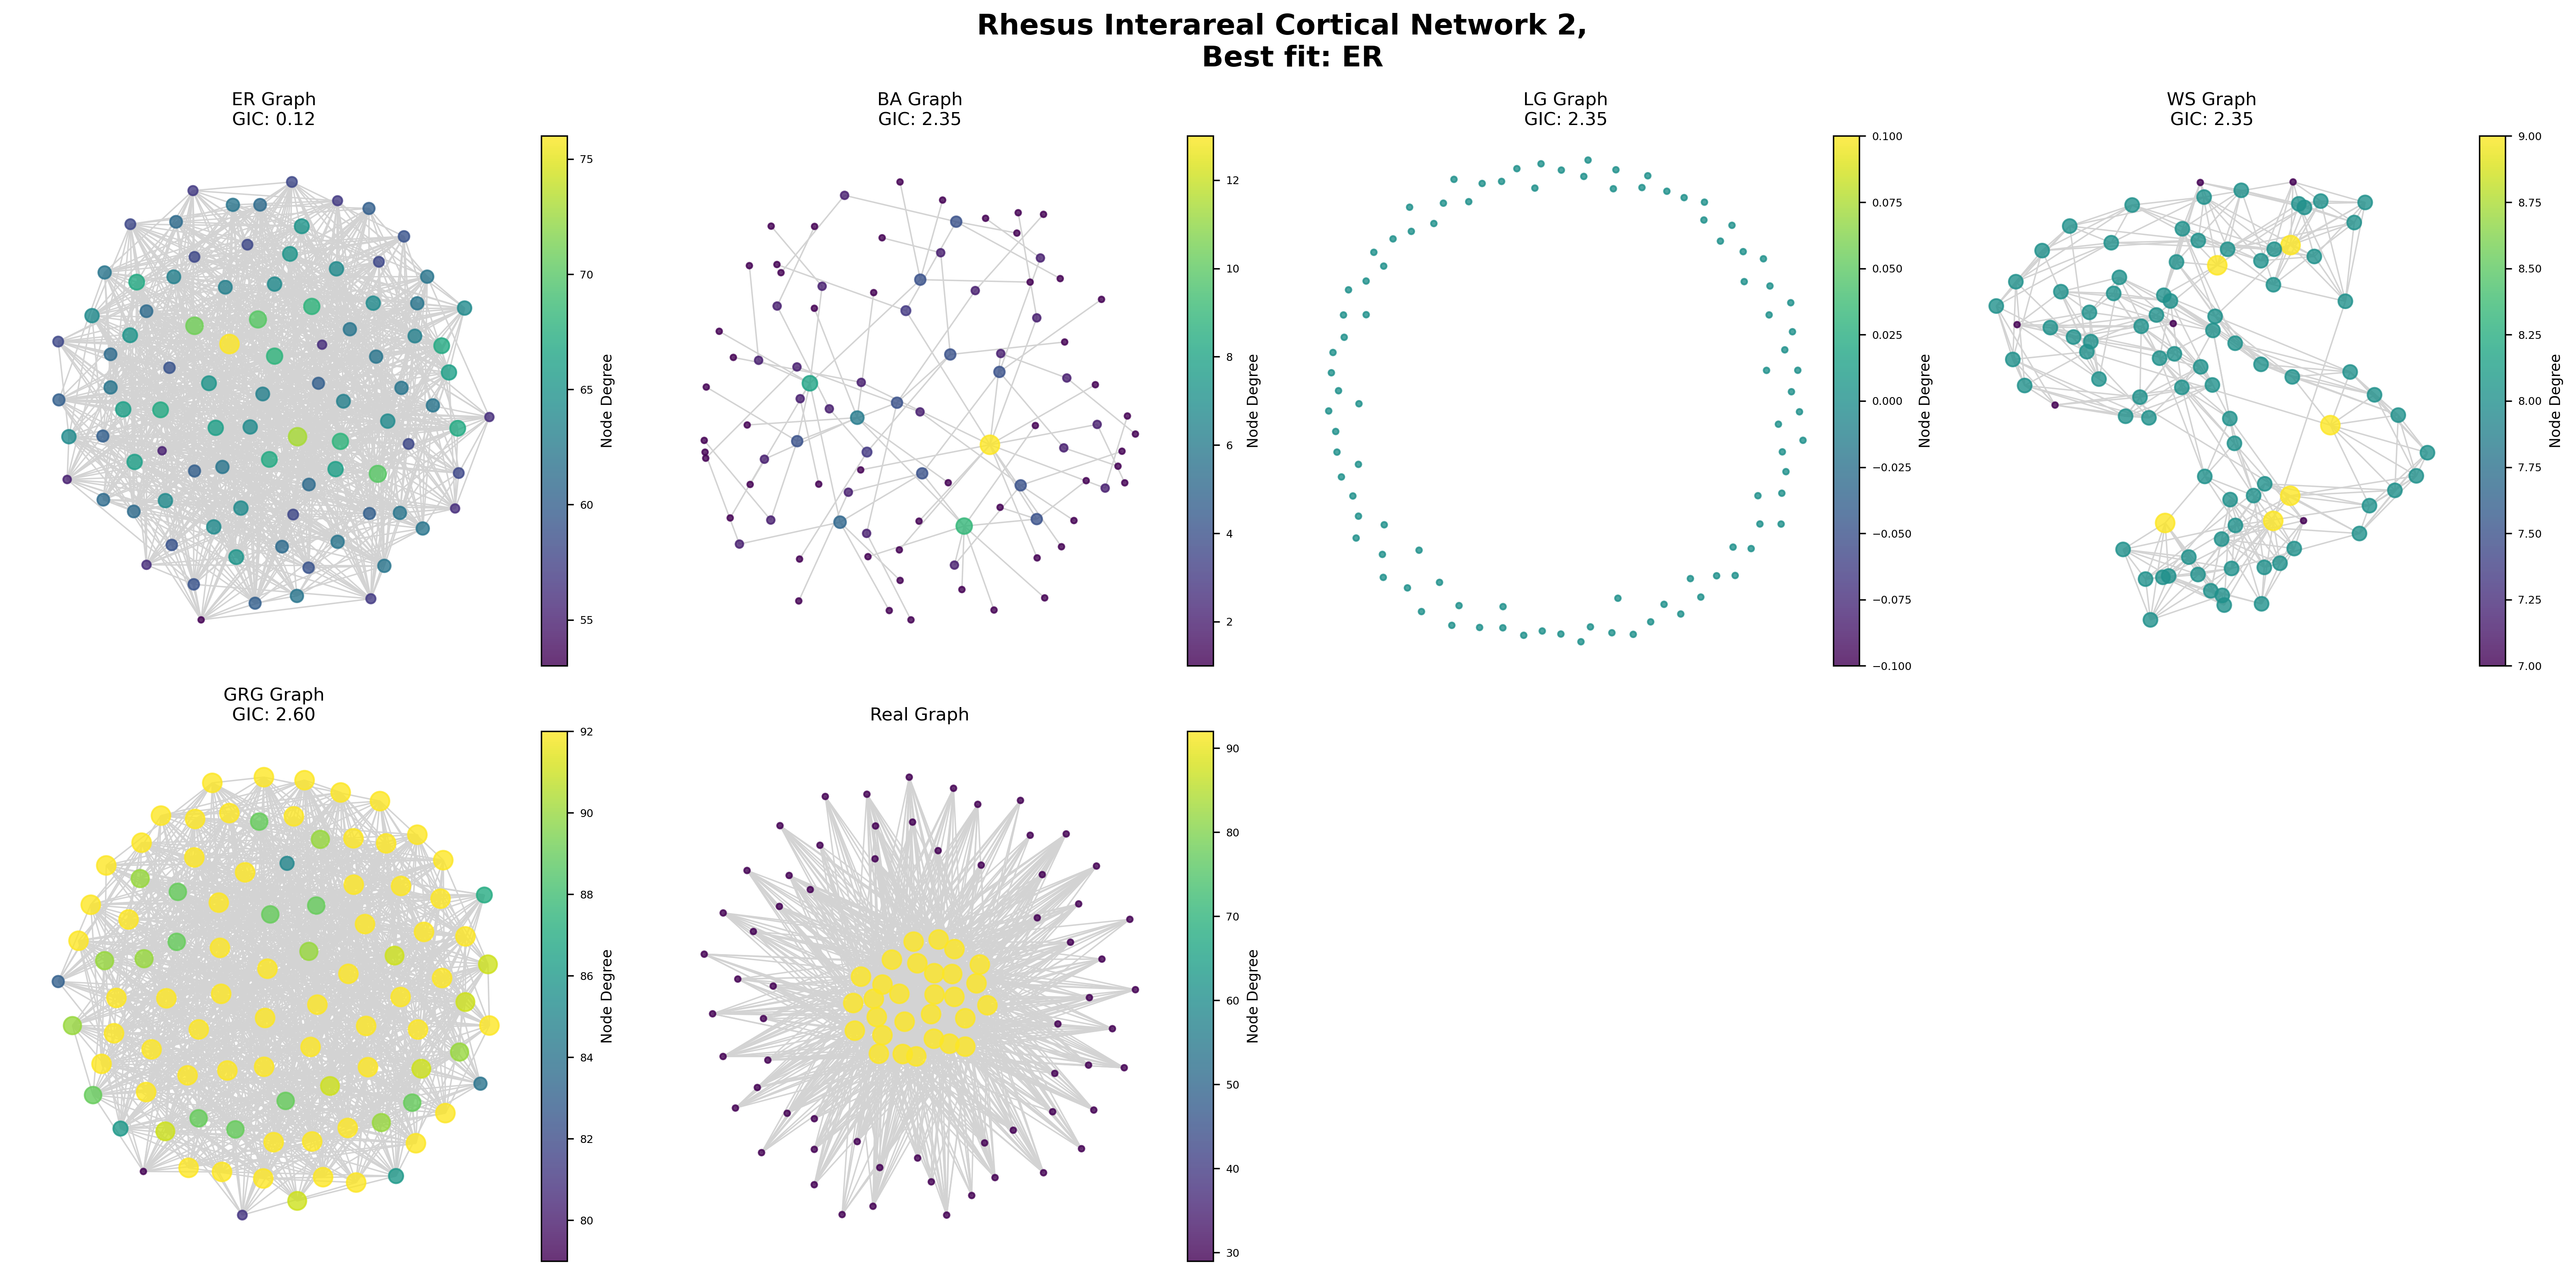 Rhesus Interareal Cortical Network 2,
Best fit: ER
ER Graph
GIC: 0.12
75
70
65
60
55
Node Degree
BA Graph
GIC: 2.35
12
10
8
6
4
2
Node Degree
LG Graph
GIC: 2.35
0.100
0.075
0.050
0.025
0.000
−0.025
−0.050
−0.075
−0.100
Node Degree
WS Graph
GIC: 2.35
9.00
8.75
8.50
8.25
8.00
7.75
7.50
7.25
7.00
Node Degree
GRG Graph
GIC: 2.60
92
90
88
86
84
82
80
Node Degree
Real Graph
90
80
70
60
50
40
30
Node Degree